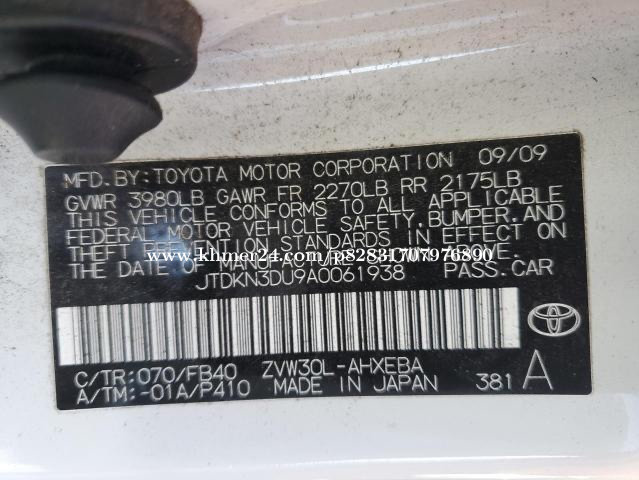 MFD. BY: TOYOTA MOTOR CORPORATION 09/09
GVWR 3980LB GAWR FR 2270LB RR 2175LB
THIS VEHICLE CONFORMS TO ALL APPLICABLE
FEDERAL MOTOR VEHICLE SAFETY, BUMPER, AND
THEFT PREVENTION STANDARDS IN EFFECT ON
www.khmer24.com/p82831707976890
THE DATE OF MANUFACTURE SHOWN ABOVE.
JTDKN3DU9A0061938 PASS. CAR
C/TR: 070/FB40 ZVW30L-AHXEBA
A/TM: -01A/P410 MADE IN JAPAN 381 A